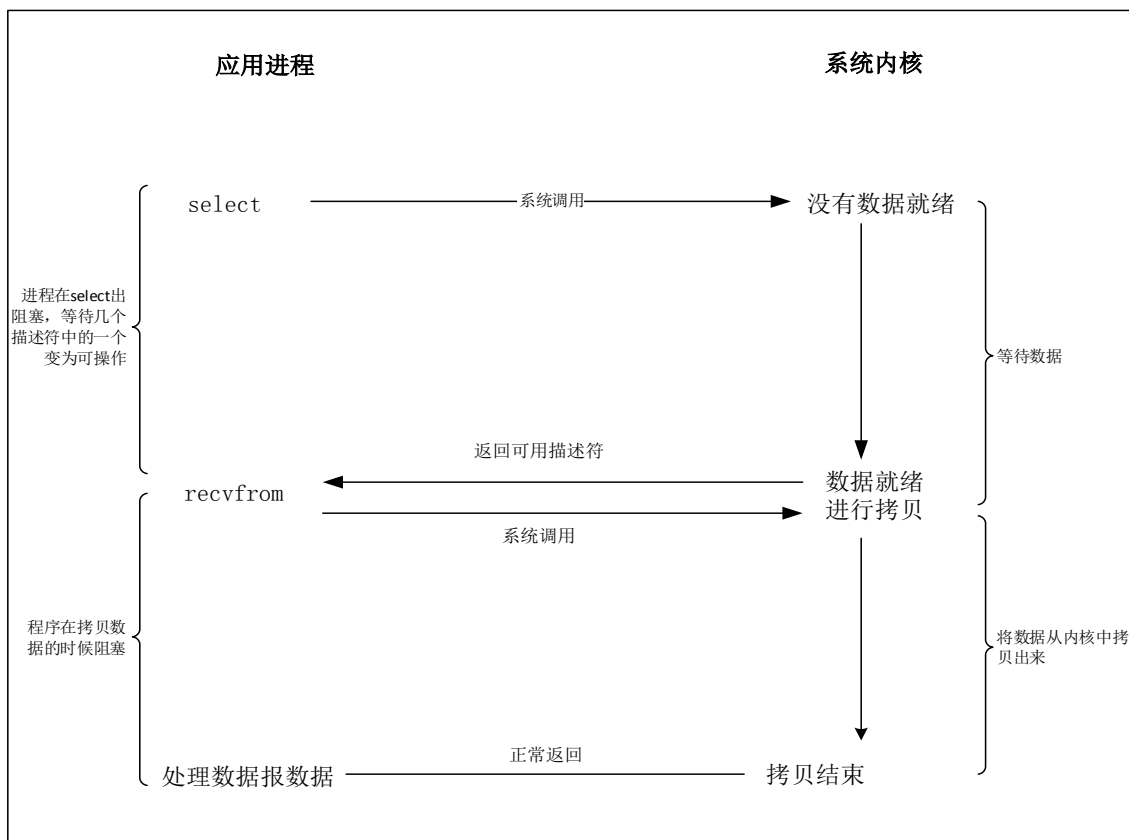 应用进程
系统内核
select
系统调用
没有数据就绪
进程在select出
阻塞，等待几个
描述符中的一个
变为可操作
等待数据
返回可用描述符
recvfrom
数据就绪
进行拷贝
系统调用
程序在拷贝数
据的时候阻塞
将数据从内核中拷
贝出来
正常返回
处理数据报数据
拷贝结束